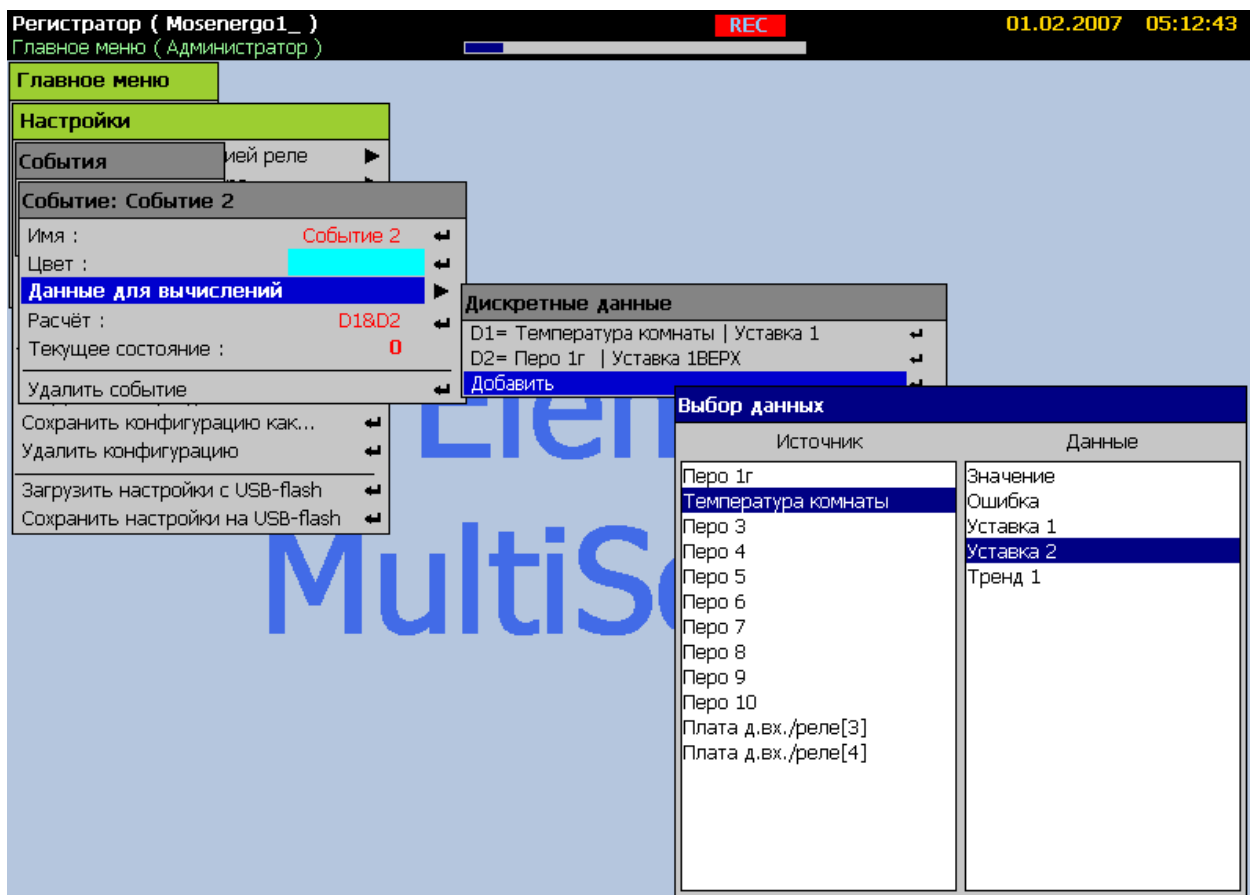 Регистратор ( Mosenergo1_ )
REC
01.02.2007 05:12:43
Главное меню ( Администратор )
Главное меню
Настройки
События
ией реле
Событие: Событие 2
Имя : Событие 2
Цвет :
Данные для вычислений
Расчёт : D1&D2
Текущее состояние : 0
Удалить событие
Сохранить конфигурацию как...
Удалить конфигурацию
Загрузить настройки с USB-flash
Сохранить настройки на USB-flash
Дискретные данные
D1= Температура комнаты | Уставка 1
D2= Перо 1г | Уставка 1ВЕРХ
Добавить
Выбор данных
Источник Данные
Перо 1г
Температура комнаты
Перо 3
Перо 4
Перо 5
Перо 6
Перо 7
Перо 8
Перо 9
Перо 10
Плата д.вх./реле[3]
Плата д.вх./реле[4]
Значение
Ошибка
Уставка 1
Уставка 2
Тренд 1
Elem
MultiS